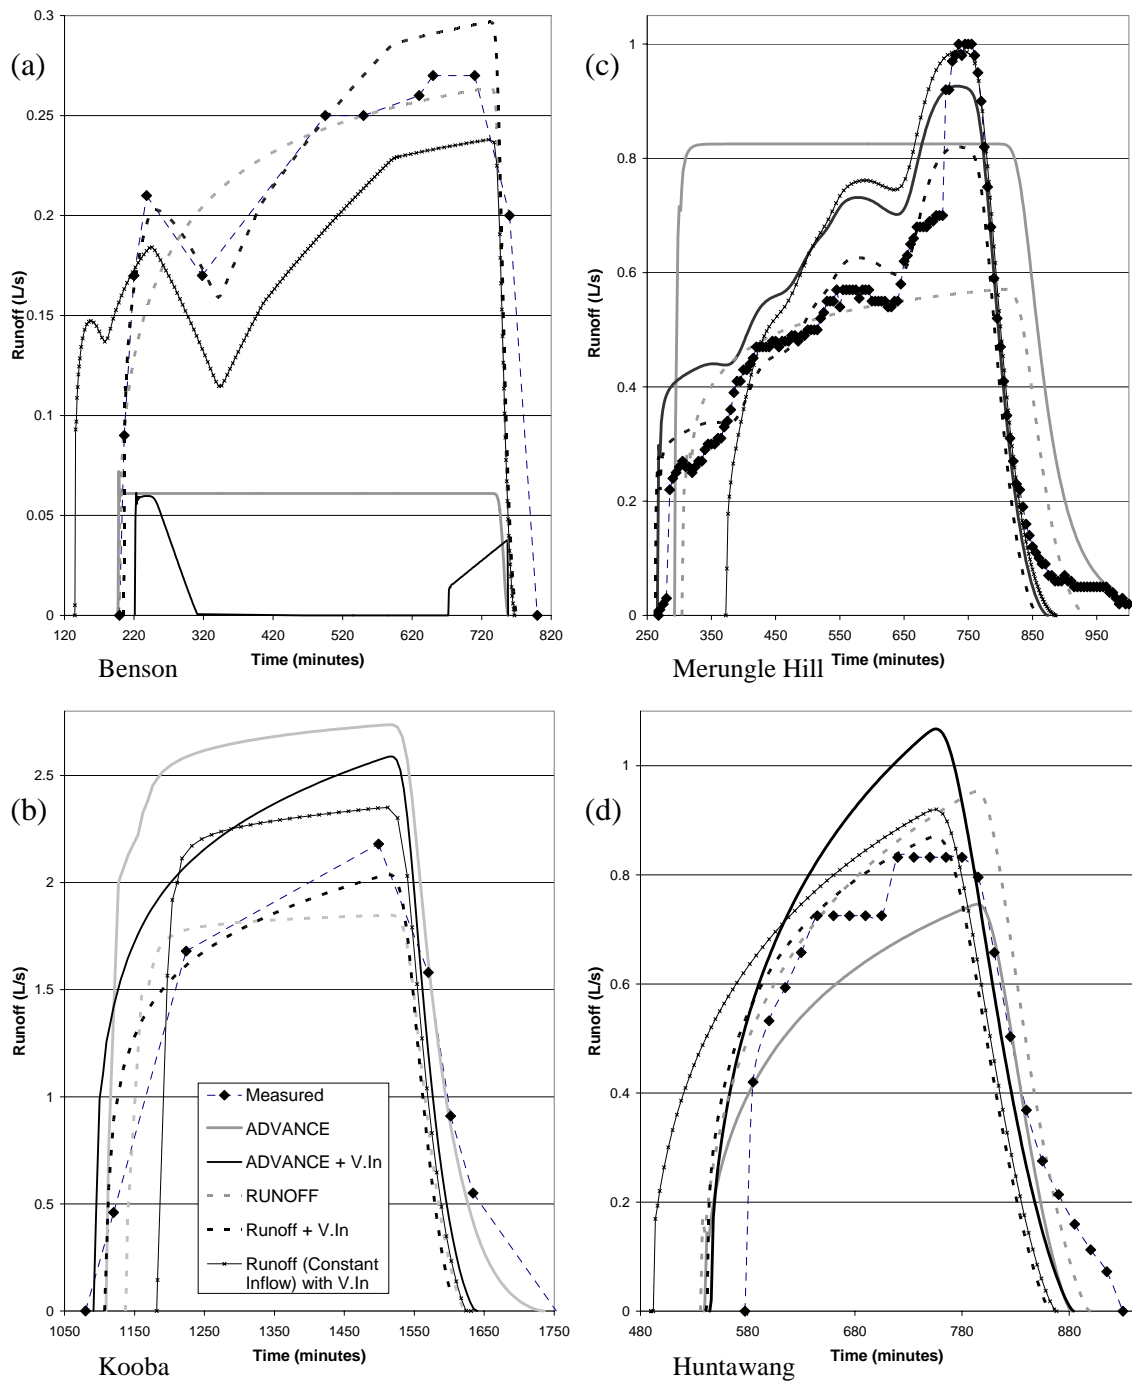 (a)
0.3
0.25
0.2
0.15
0.1
0.05
0
Runoff (L/s)
120 220 320 420 520 620 720 820
Time (minutes)
Benson
(c)
1
0.8
0.6
0.4
0.2
0
Runoff (L/s)
250 350 450 550 650 750 850 950
Time (minutes)
Merungle Hill
(b)
2.5
2
1.5
1
0.5
0
Runoff (L/s)
Measured
ADVANCE
ADVANCE + V.In
RUNOFF
Runoff + V.In
Runoff (Constant
Inflow) with V.In
1050 1150 1250 1350 1450 1550 1650 1750
Time (minutes)
Kooba
(d)
1
0.8
0.6
0.4
0.2
0
Runoff (L/s)
480 580 680 780 880
Time (minutes)
Huntawang